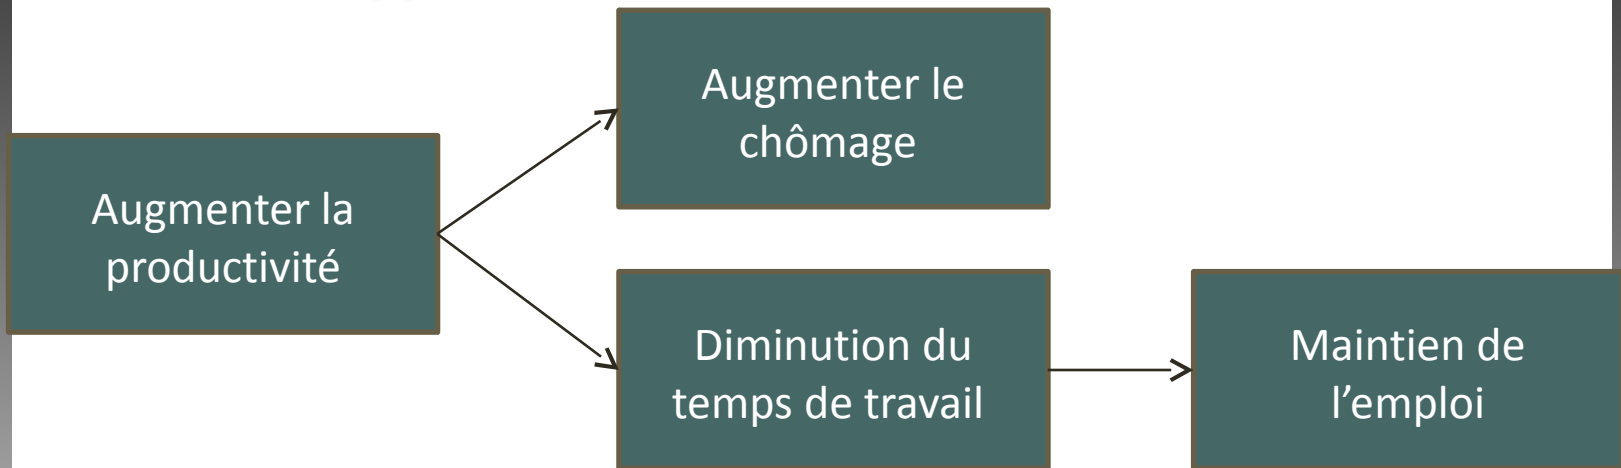 Augmenter la
productivité
Augmenter le
chômage
Diminution du
temps de travail
Maintien de
l’emploi